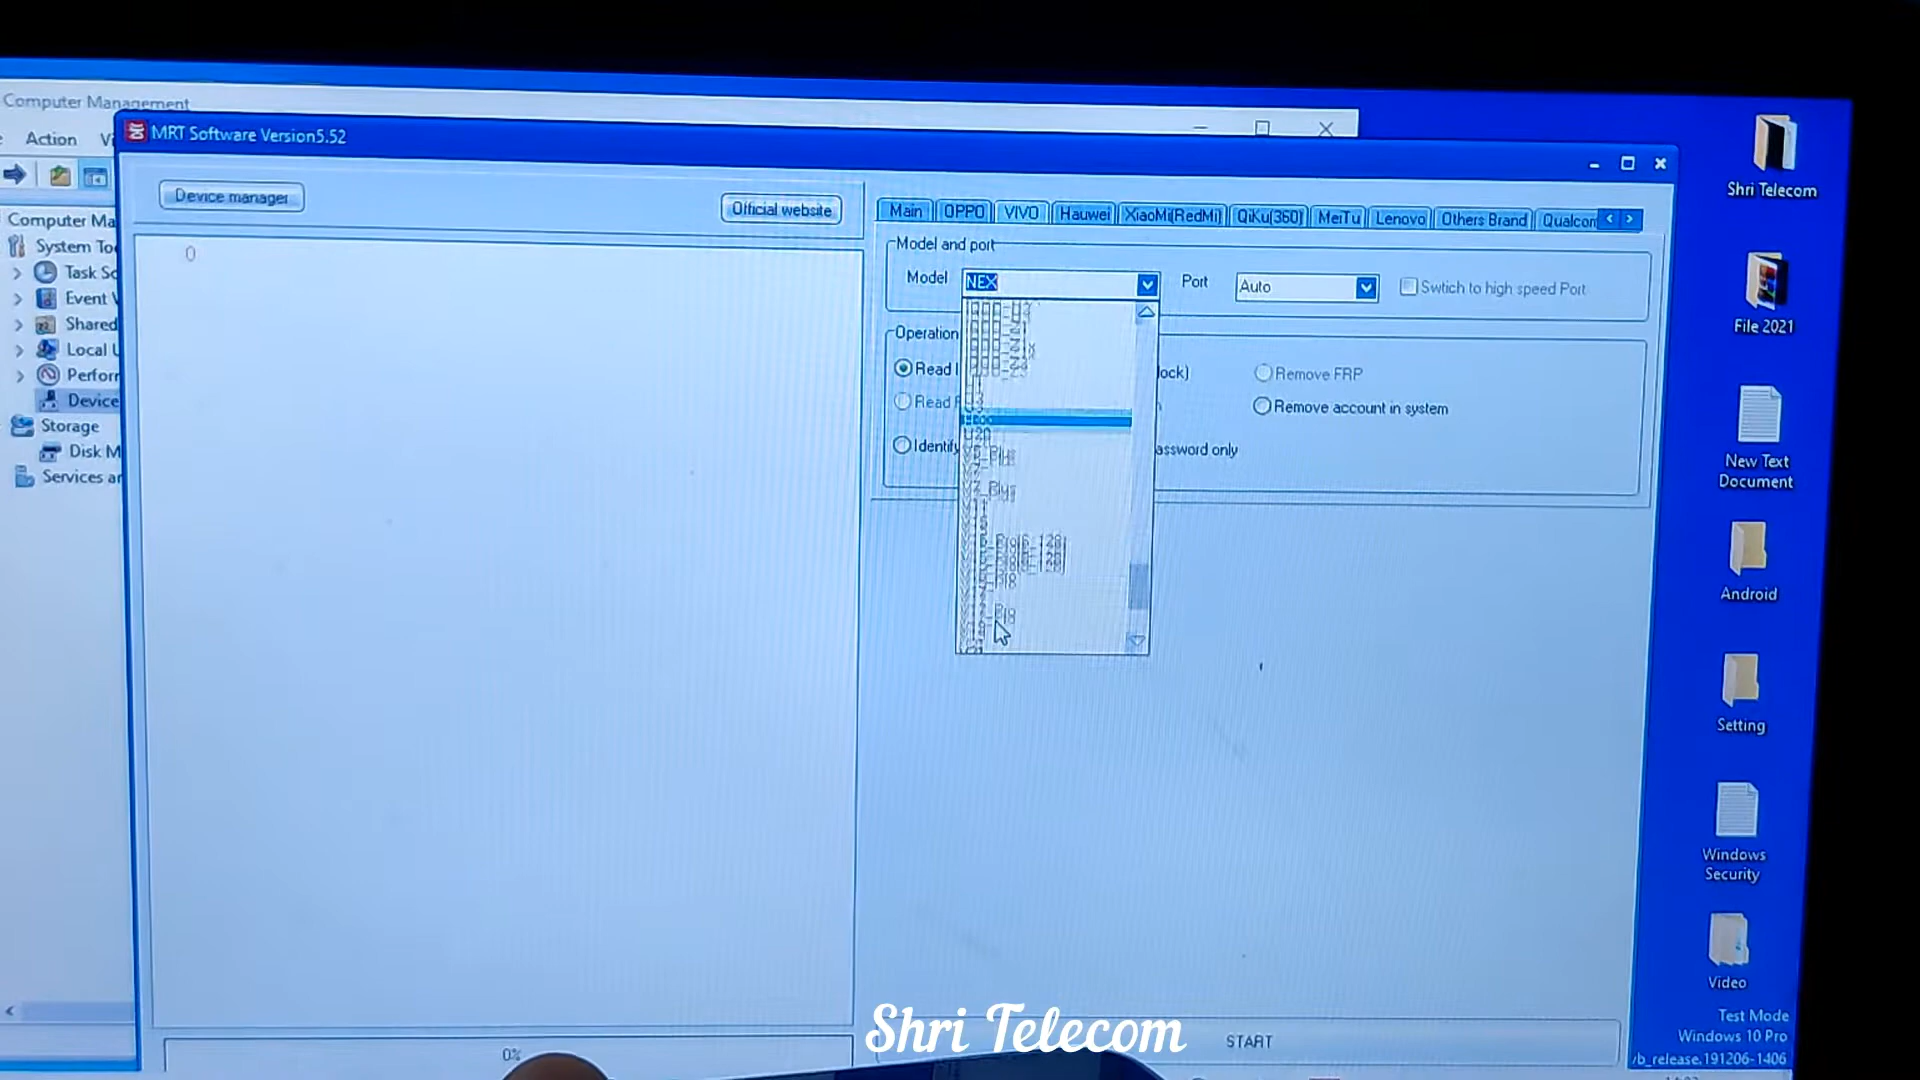 Computer Management
Action
MRT Software Version5.52
Device manager
Official website
0
Main
OPPO
VIVO
Hauwei
XiaoMi(RedMi)
QiKu(360)
MeiTu
Lenovo
Others Brand
Qualcon
Model and port
Model
NEX
Port
Auto
Swtich to high speed Port
Operation
Read I
lock)
Remove FRP
Read
Remove account in system
Identify
assword only
Computer Ma
System Too
Task Sc
Event V
Shared
Local U
Perforr
Device
Storage
Disk M
Services ar
0%
START
Shri Telecom
Shri Telecom
File 2021
New Text
Document
Android
Setting
Windows
Security
Video
Test Mode
Windows 10 Pro
/b_release.191206-1406